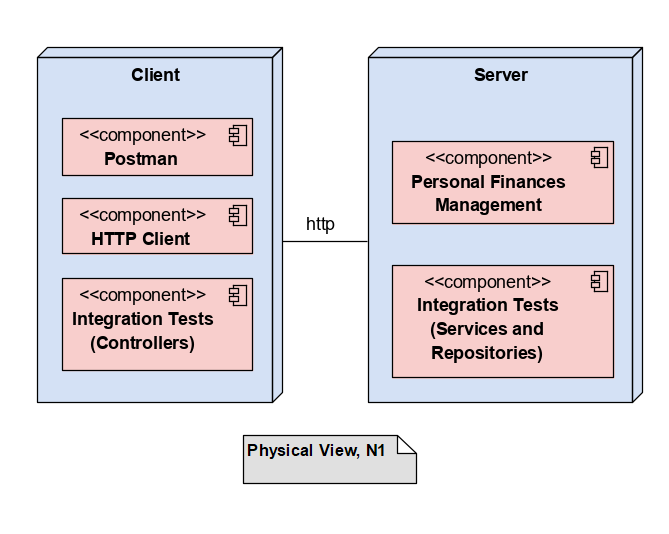 Client
<<component>>
Postman
<<component>>
HTTP Client
<<component>>
Integration Tests
(Controllers)
http
Server
<<component>>
Personal Finances
Management
<<component>>
Integration Tests
(Services and
Repositories)
Physical View, N1